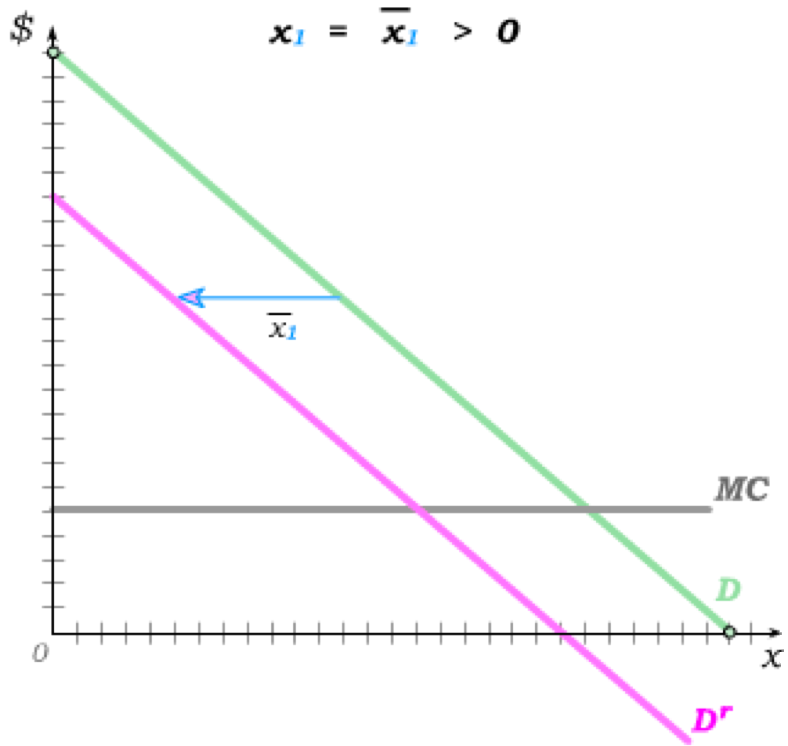 $
x₁ = x̅₁ > 0
x̅₁
MC
D
0
x
Dʳ